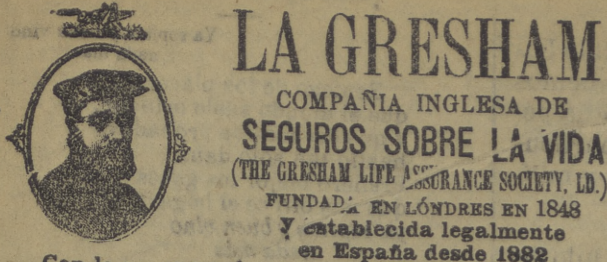 LA GRESHAM
COMPAÑIA INGLESA DE
SEGUROS SOBRE LA VIDA
(THE GRESHAM LIFE ASSURANCE SOCIETY, LD.)
FUNDADA EN LÓNDRES EN 1848
Y establecida legalmente
en España desde 1882